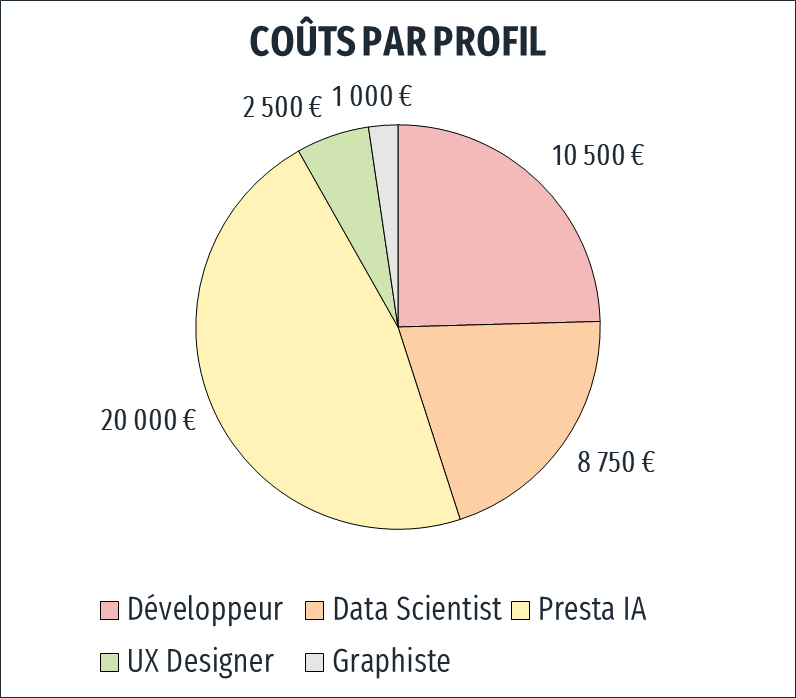 COÛTS PAR PROFIL
2 500 € 1 000 €
10 500 €
20 000 €
8 750 €
Développeur Data Scientist Presta IA
UX Designer Graphiste